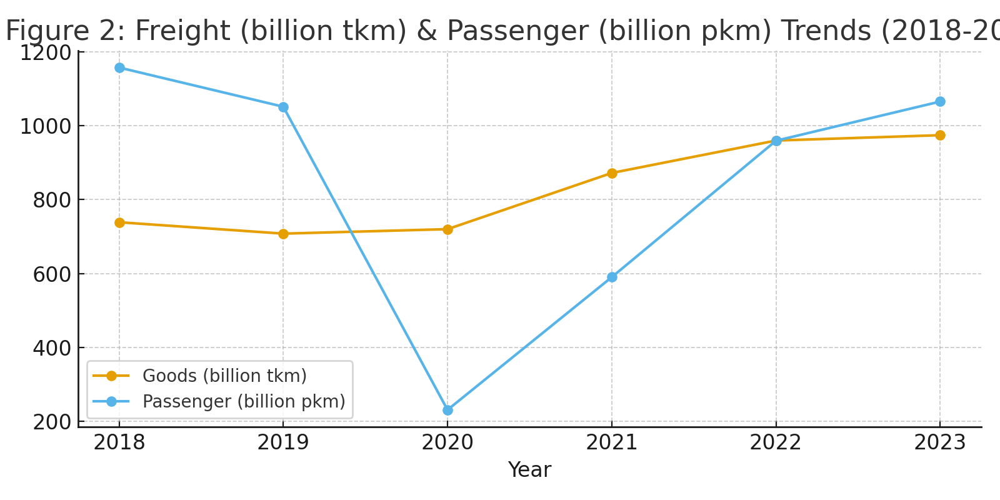 Figure 2: Freight (billion tkm) & Passenger (billion pkm) Trends (2018-20
1200
1000
800
600
400
200
Goods (billion tkm)
Passenger (billion pkm)
2018 2019 2020 2021 2022 2023
Year